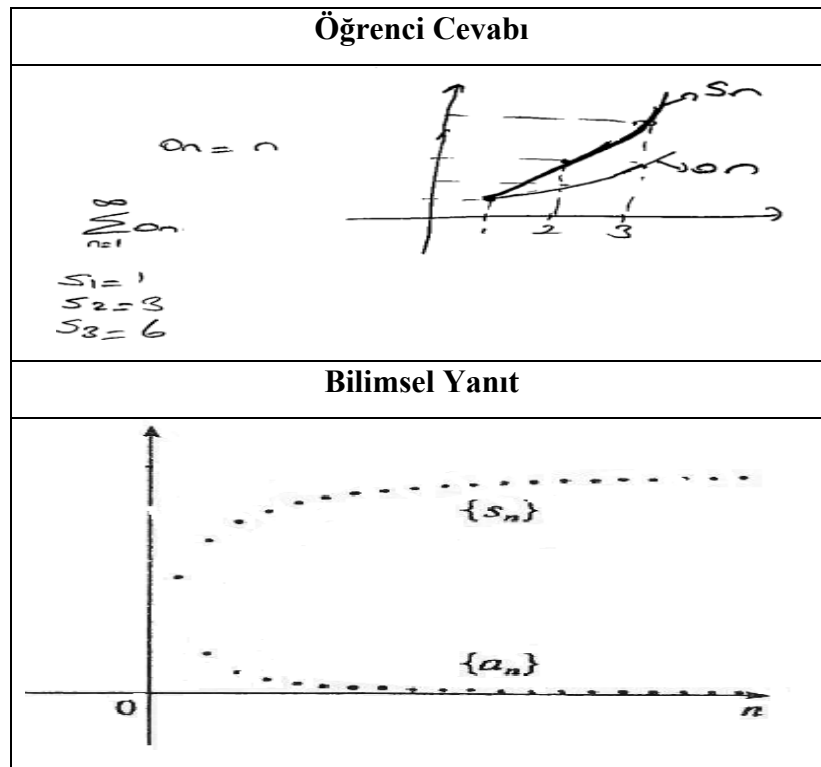 Öğrenci Cevabı
an = n
∞
∑ an
n=1
S1 = 1
S2 = 3
S3 = 6
Sn
an
1 2 3
Bilimsel Yanıt
{sn}
{an}
0 n